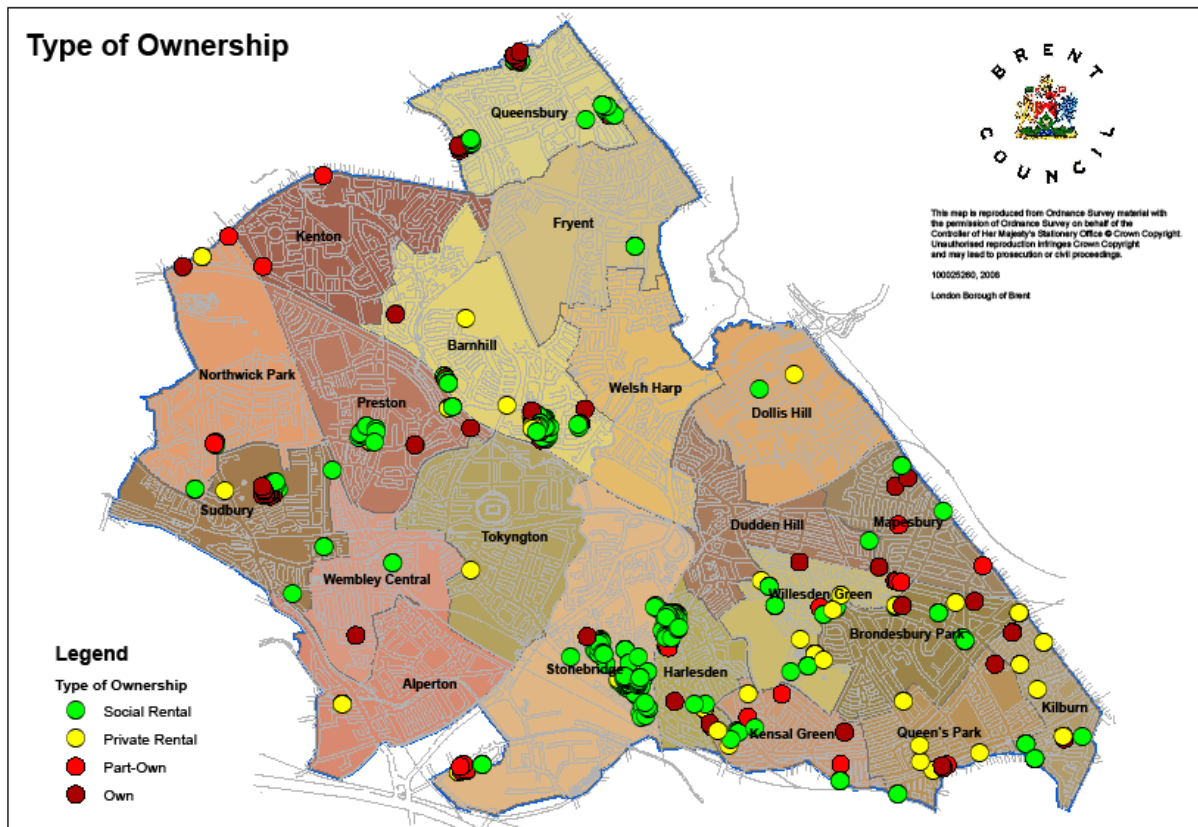 Type of Ownership
BRENT
COUNCIL
Queensbury
This map is reproduced from Ordnance Survey material with
the permission of Ordnance Survey on behalf of the
Controller of Her Majesty's Stationery Office © Crown Copyright.
Unauthorised reproduction infringes Crown Copyright
and may lead to prosecution or civil proceedings.
100025260, 2008
London Borough of Brent
Fryent
Kenton
Barnhill
Northwick Park
Welsh Harp
Preston
Dollis Hill
Sudbury
Dudden Hill
Mapesbury
Tokyngton
Wembley Central
Willesden Green
Brondesbury Park
Stonebridge
Harlesden
Alperton
Kilburn
Kensal Green
Queen's Park
Legend
Type of Ownership
Social Rental
Private Rental
Part-Own
Own